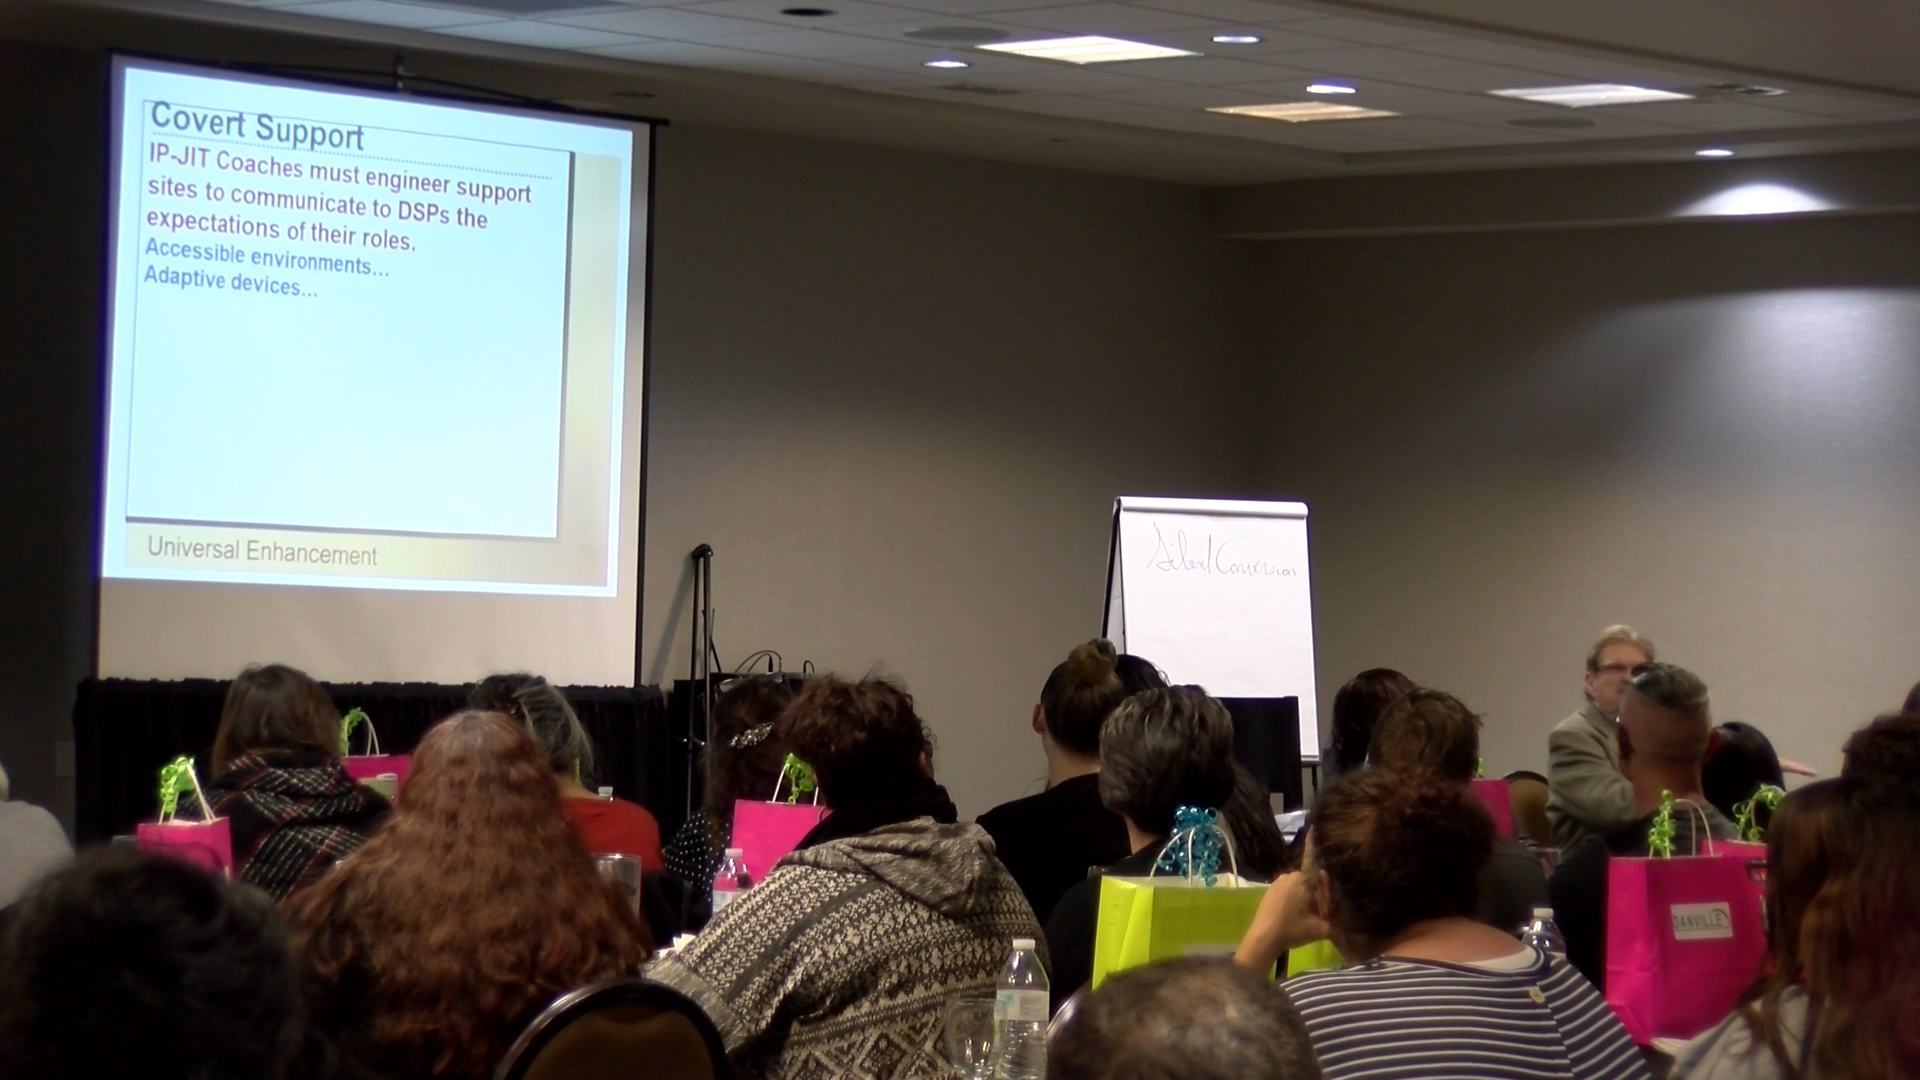 Covert Support
IP-JIT Coaches must engineer support
sites to communicate to DSPs the
expectations of their roles.
Accessible environments...
Adaptive devices...
Universal Enhancement
Silent Conversion
DANVILLE